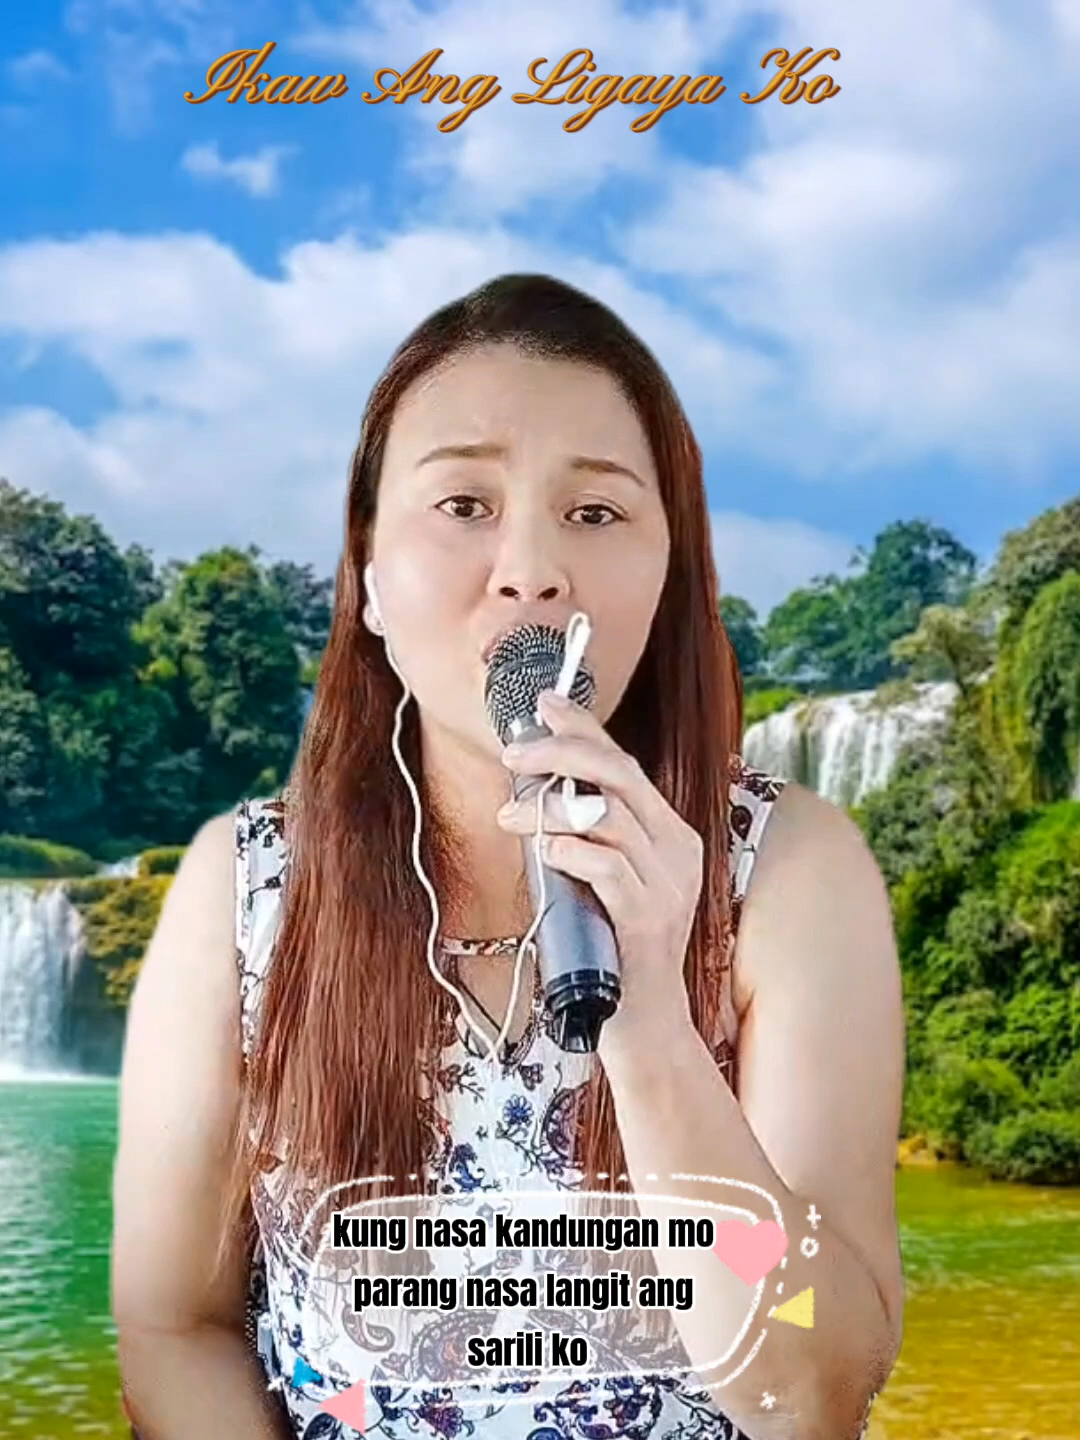 Ikaw Ang Ligaya Ko
kung nasa kandungan mo
parang nasa langit ang
sarili ko